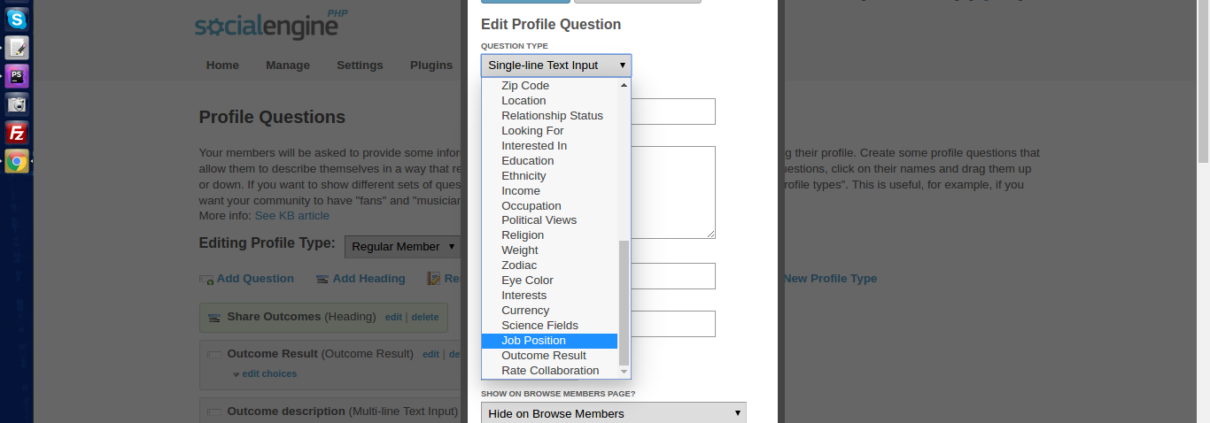 S
PHP
socialengine
Home Manage Settings Plugins
PS
Fz
Profile Questions
Your members will be asked to provide some infor
allow them to describe themselves in a way that re
or down. If you want to show different sets of ques
want your community to have "fans" and "musician
More info: See KB article
Editing Profile Type: Regular Member
Add Question Add Heading Re
Share Outcomes (Heading) edit | delete
Outcome Result (Outcome Result) edit | de
edit choices
Outcome description (Multi-line Text Input)
Edit Profile Question
QUESTION TYPE
Single-line Text Input
Zip Code
Location
Relationship Status
Looking For
Interested In
Education
Ethnicity
Income
Occupation
Political Views
Religion
Weight
Zodiac
Eye Color
Interests
Currency
Science Fields
Job Position
Outcome Result
Rate Collaboration
SHOW ON BROWSE MEMBERS PAGE?
Hide on Browse Members
g their profile. Create some profile questions that
estions, click on their names and drag them up
rofile types". This is useful, for example, if you
New Profile Type